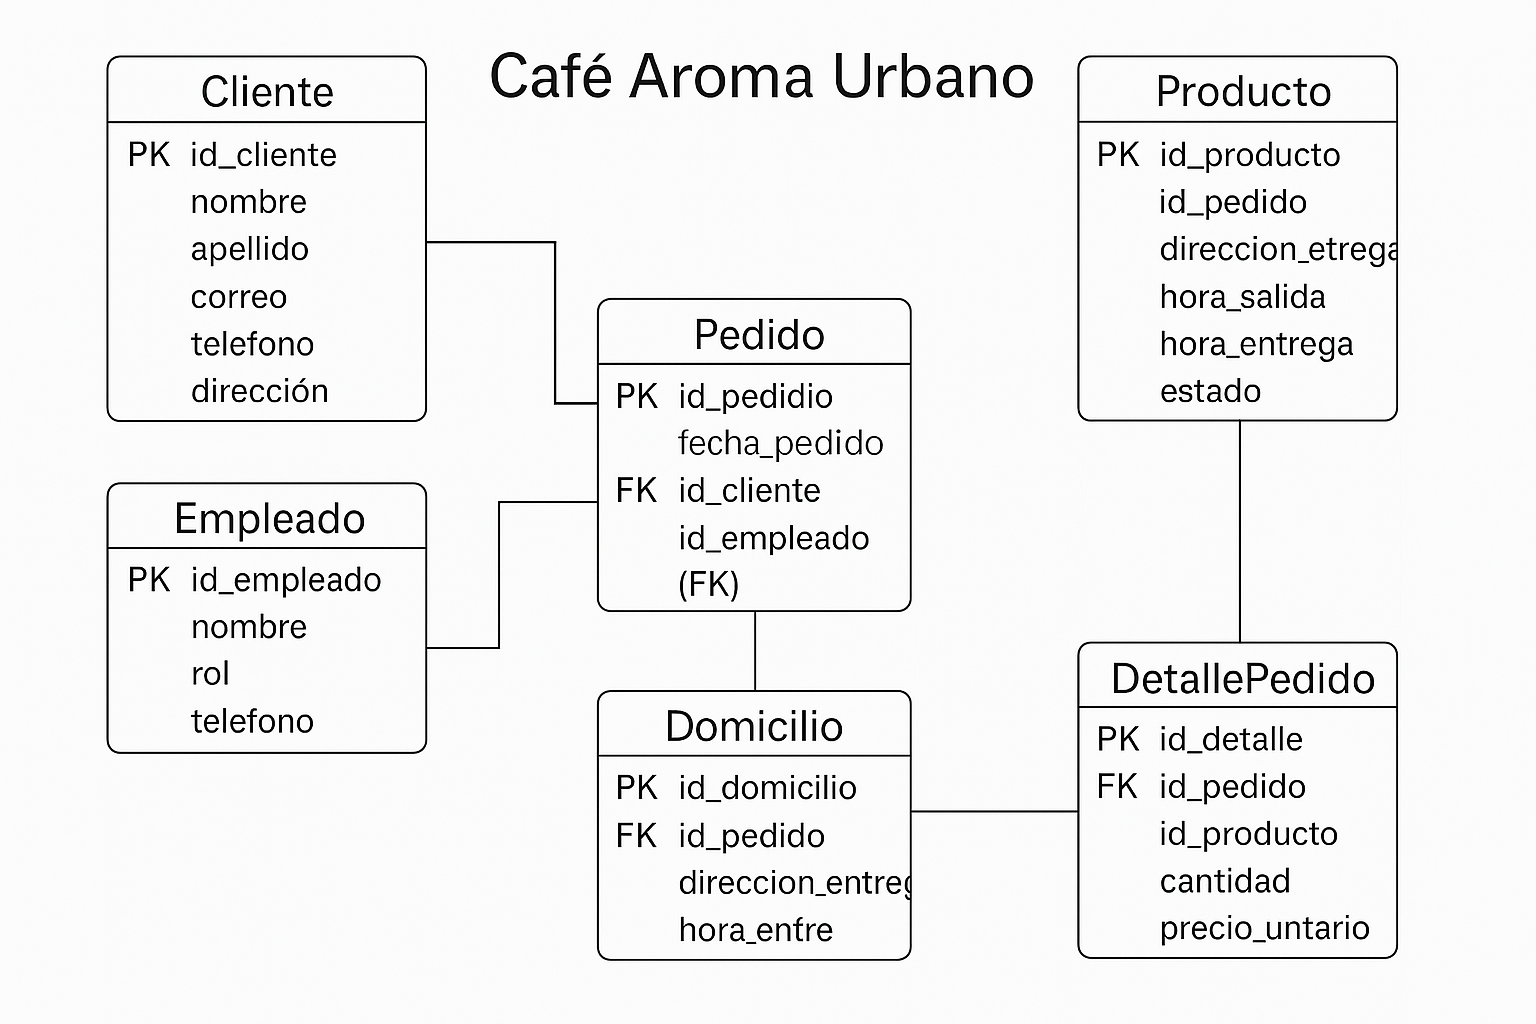 Café Aroma Urbano
Cliente
PK id_cliente
nombre
apellido
correo
telefono
dirección
Empleado
PK id_empleado
nombre
rol
telefono
Pedido
PK id_pedidio
fecha_pedido
FK id_cliente
id_empleado
(FK)
Domicilio
PK id_domicilio
FK id_pedido
direccion_entreg
hora_enfre
Producto
PK id_producto
id_pedido
direccion_etrega
hora_salida
hora_entrega
estado
DetallePedido
PK id_detalle
FK id_pedido
id_producto
cantidad
precio_untario